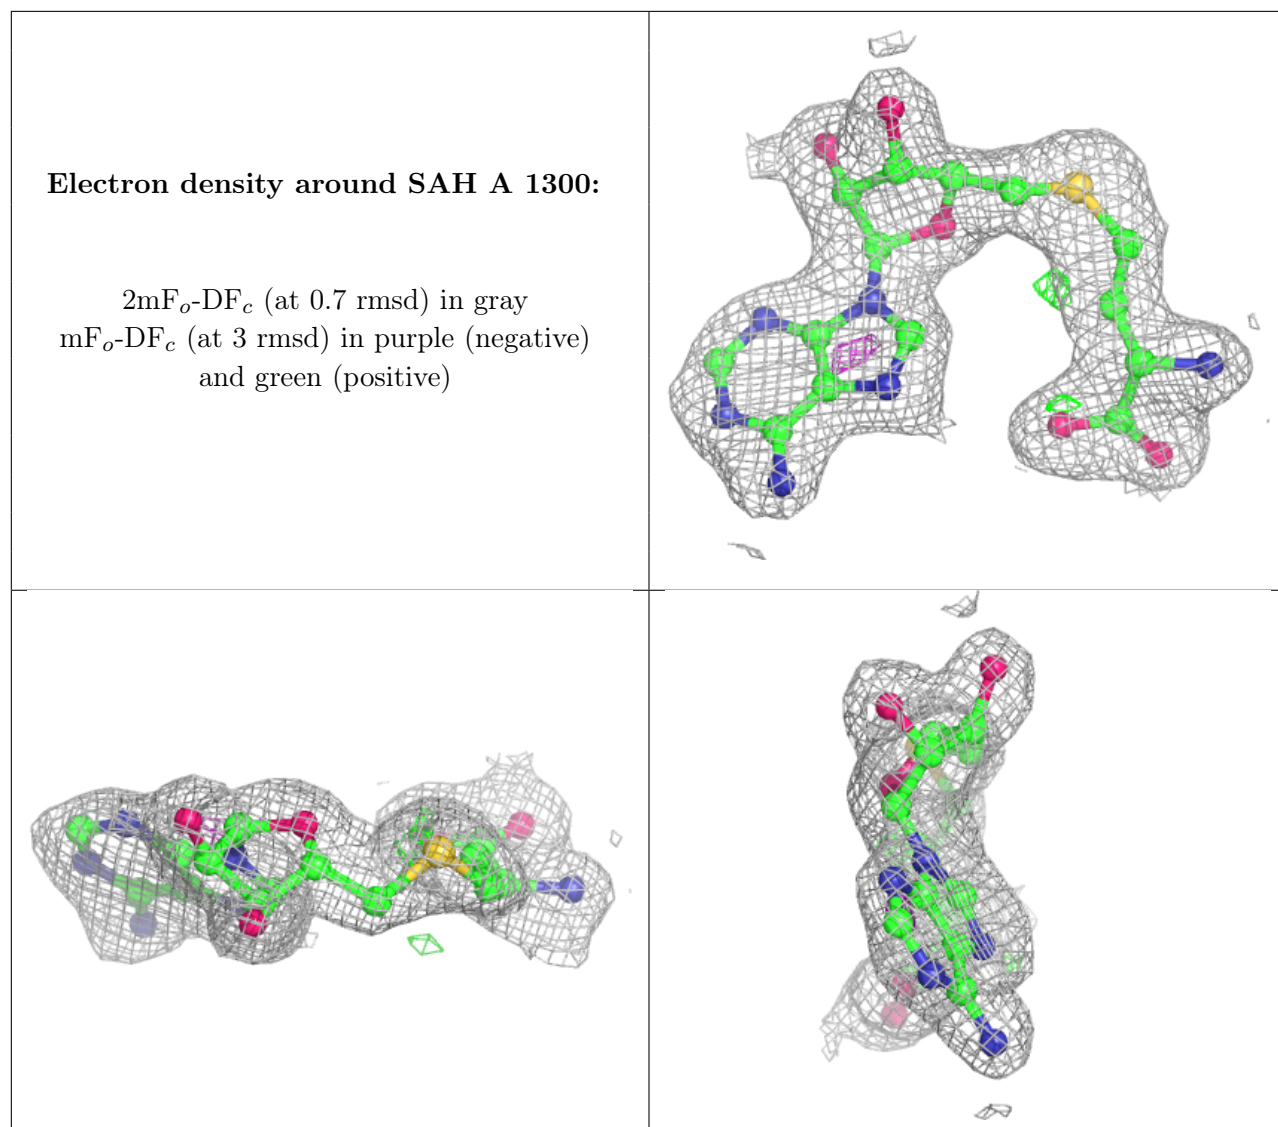 Electron density around SAH A 1300:
2mFo-DFc (at 0.7 rmsd) in gray
mFo-DFc (at 3 rmsd) in purple (negative)
and green (positive)